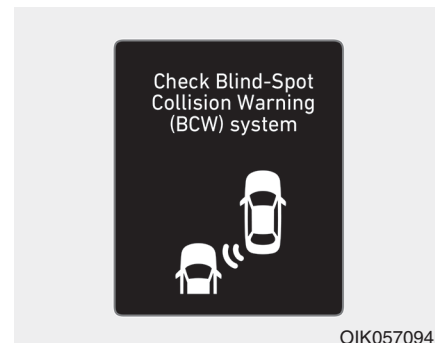 Check Blind-Spot
Collision Warning
(BCW) system
OIK057094